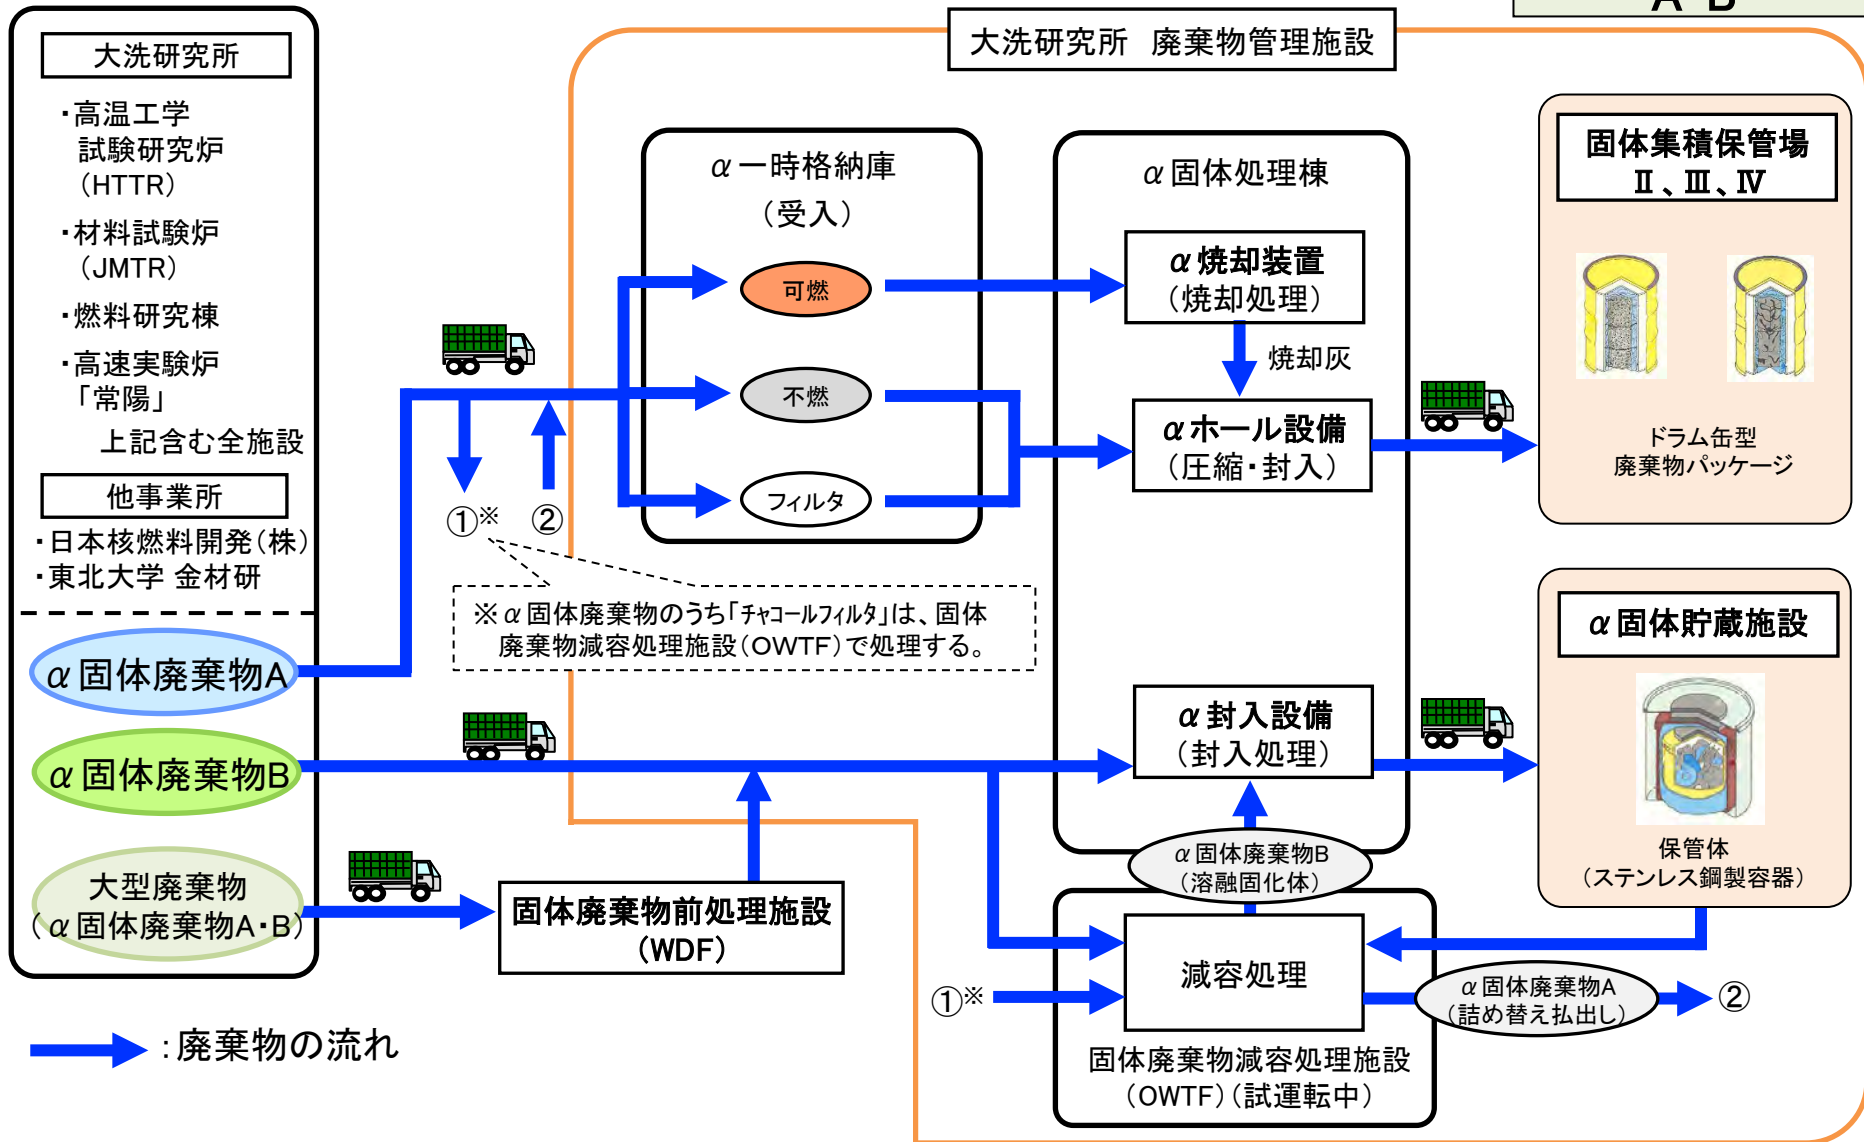 A B
大洗研究所 廃棄物管理施設
大洗研究所
・高温工学
試験研究炉
（HTTR）
・材料試験炉
（JMTR）
・燃料研究棟
・高速実験炉
「常陽」
上記含む全施設
他事業所
・日本核燃料開発（株）
・東北大学 金材研
α固体廃棄物A
α固体廃棄物B
大型廃棄物
（α固体廃棄物A・B）
：廃棄物の流れ
①※
②
α一時格納庫
（受入）
可燃
不燃
フィルタ
※α固体廃棄物のうち「チャコールフィルタ」は、固体
廃棄物減容処理施設（OWTF）で処理する。
固体廃棄物前処理施設
（WDF）
α固体処理棟
α焼却装置
（焼却処理）
焼却灰
αホール設備
（圧縮・封入）
α封入設備
（封入処理）
α固体廃棄物B
（溶融固化体）
①※
減容処理
固体廃棄物減容処理施設
（OWTF）（試運転中）
α固体廃棄物A
（詰め替え払出し）
②
固体集積保管場
Ⅱ、Ⅲ、Ⅳ
ドラム缶型
廃棄物パッケージ
α固体貯蔵施設
保管体
（ステンレス鋼製容器）